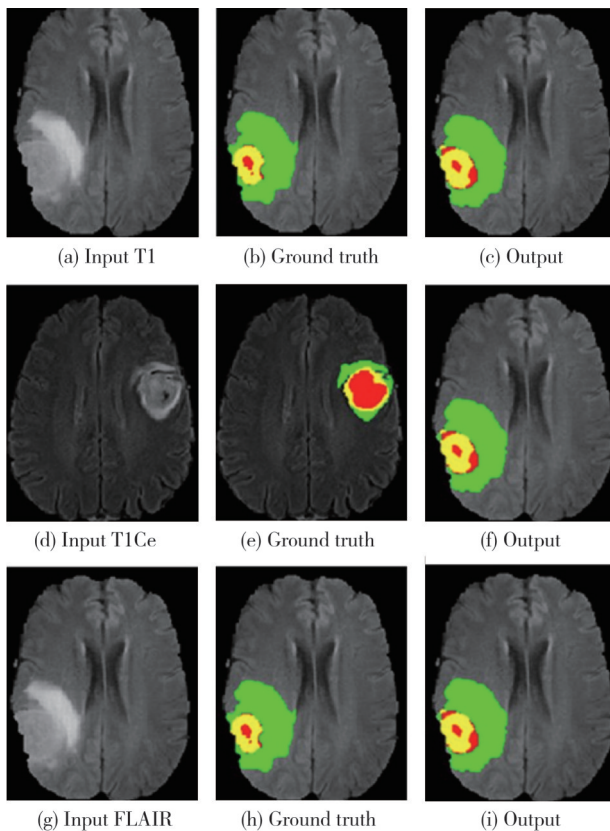 (a) Input T1
(b) Ground truth
(c) Output
(d) Input T1Ce
(e) Ground truth
(f) Output
(g) Input FLAIR
(h) Ground truth
(i) Output